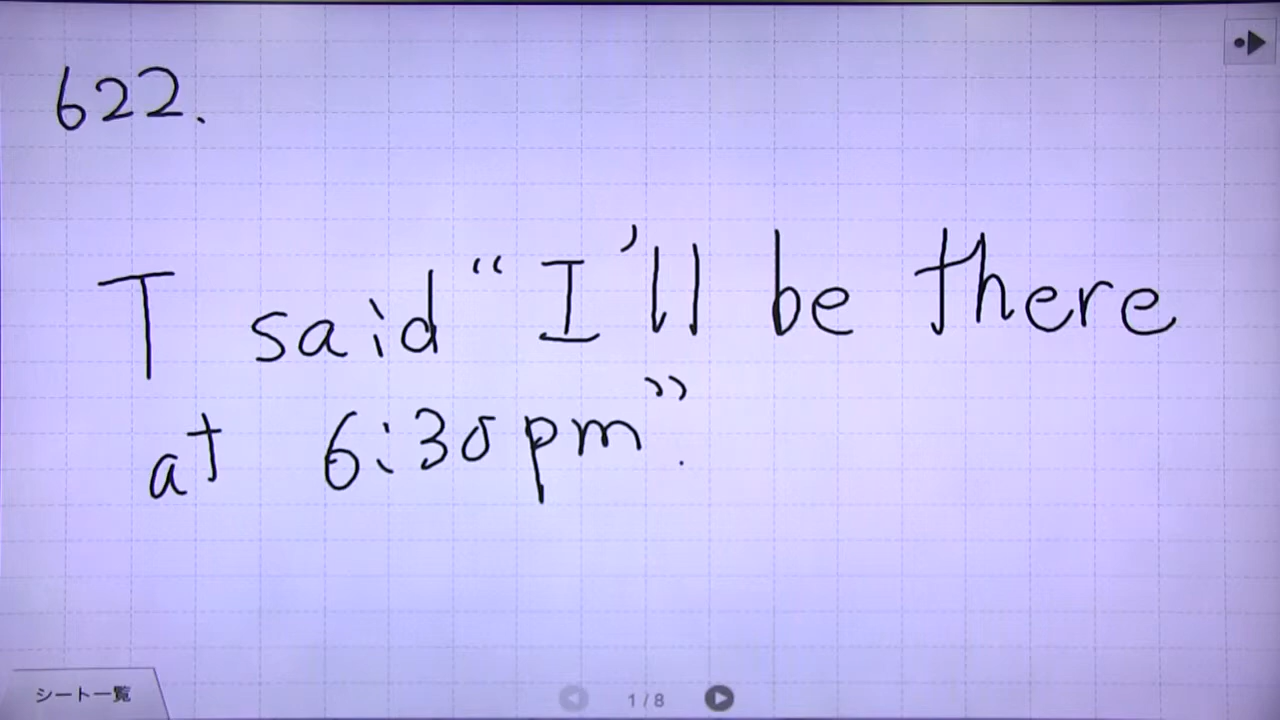 622.
T said “I'll be there
at 6:30pm”.
シート一覧
1/8